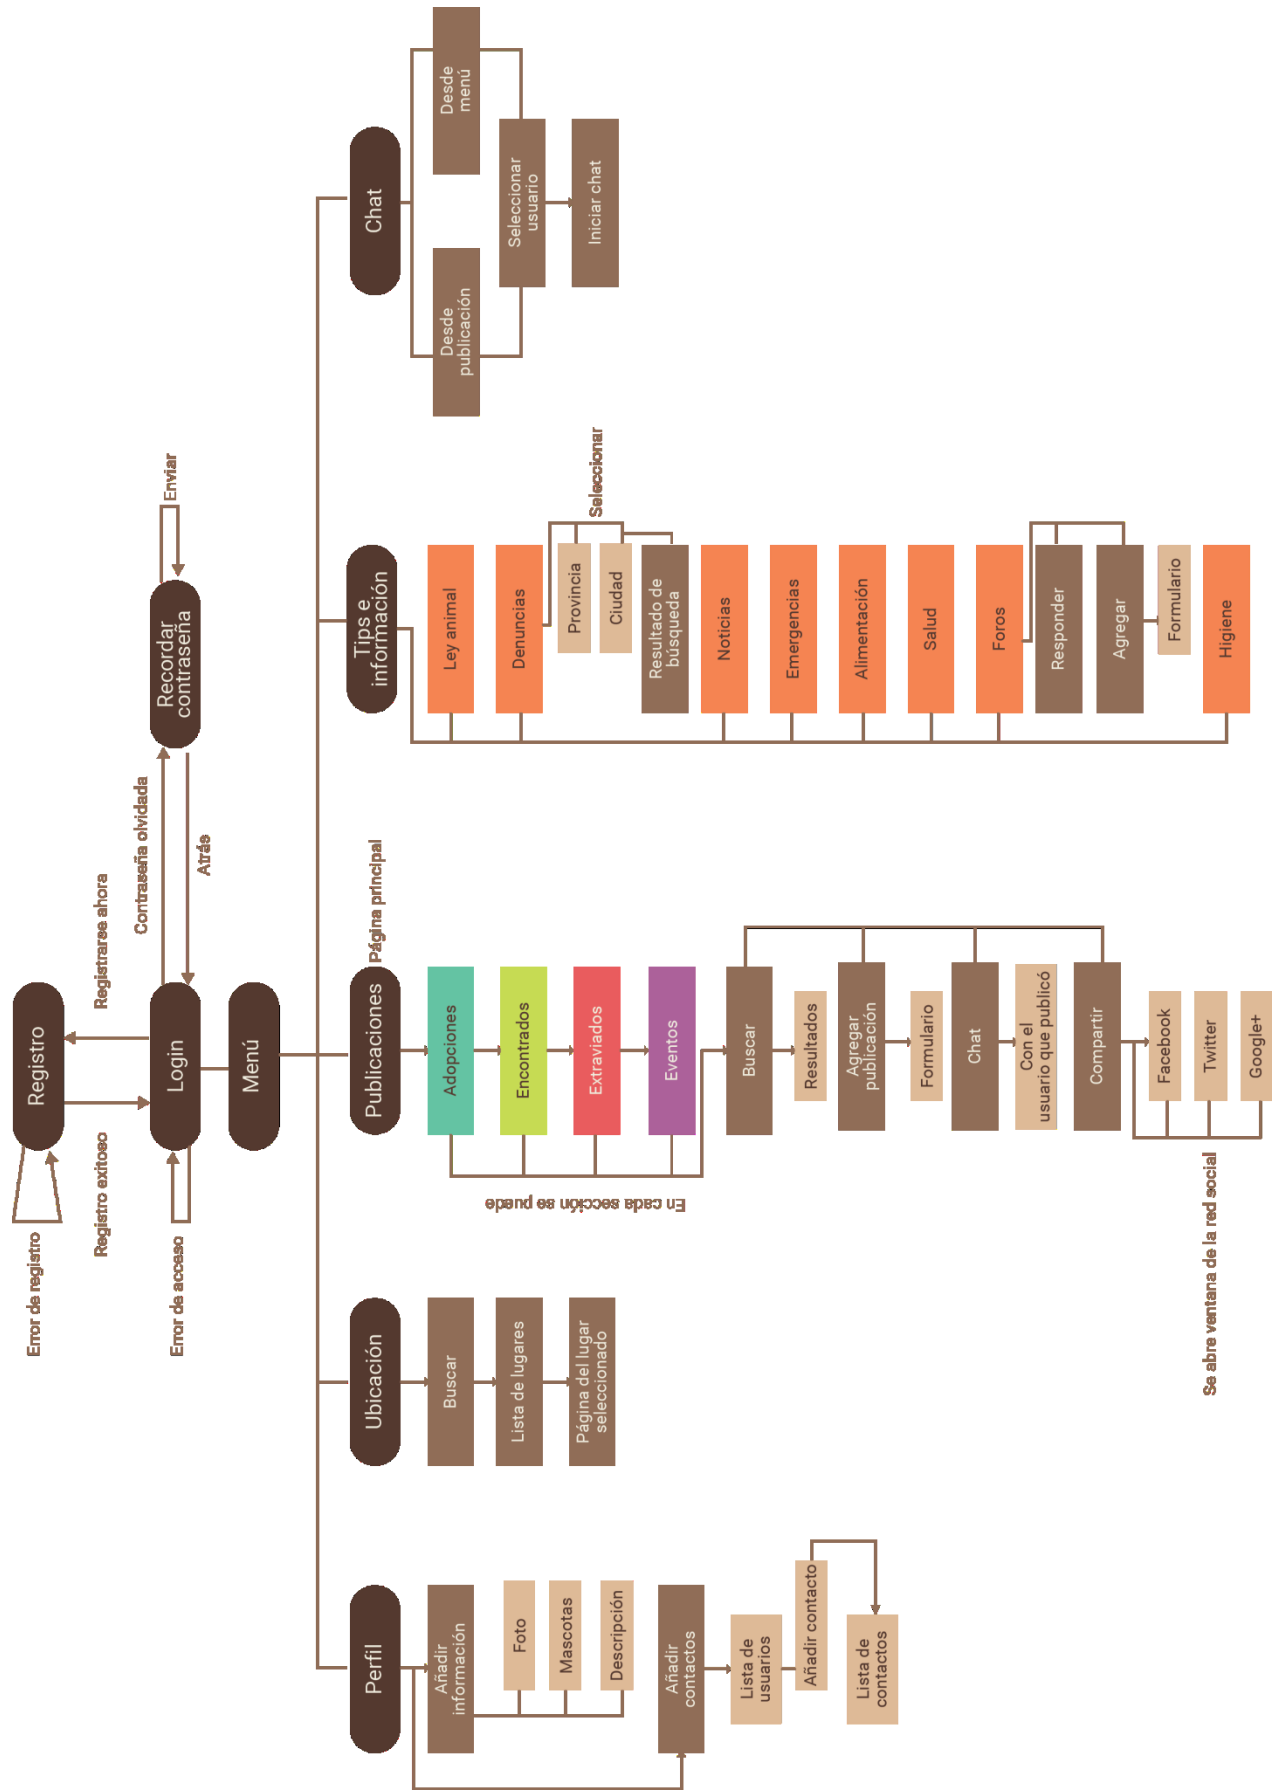 Error de registro
Registro
Registro exitoso
Registrarse ahora
Error de acceso
Login
Contraseña olvidada
Atrás
Recordar
contraseña
Enviar
Menú
Perfil
Añadir
información
Foto
Mascotas
Descripción
Añadir
contactos
Lista de
usuarios
Añadir contacto
Lista de
contactos
Ubicación
Buscar
Lista de lugares
Página del lugar
seleccionado
Publicaciones
Página principal
Adopciones
Encontrados
Extraviados
Eventos
En cada sección se puede
Buscar
Resultados
Agregar
publicación
Formulario
Chat
Con el
usuario que publicó
Compartir
Facebook
Twitter
Google+
Se abre ventana de la red social
Tips e
información
Ley animal
Denuncias
Provincia
Ciudad
Seleccionar
Resultado de
búsqueda
Noticias
Emergencias
Alimentación
Salud
Foros
Responder
Agregar
Formulario
Higiene
Chat
Desde
publicación
Desde
menú
Seleccionar
usuario
Iniciar chat